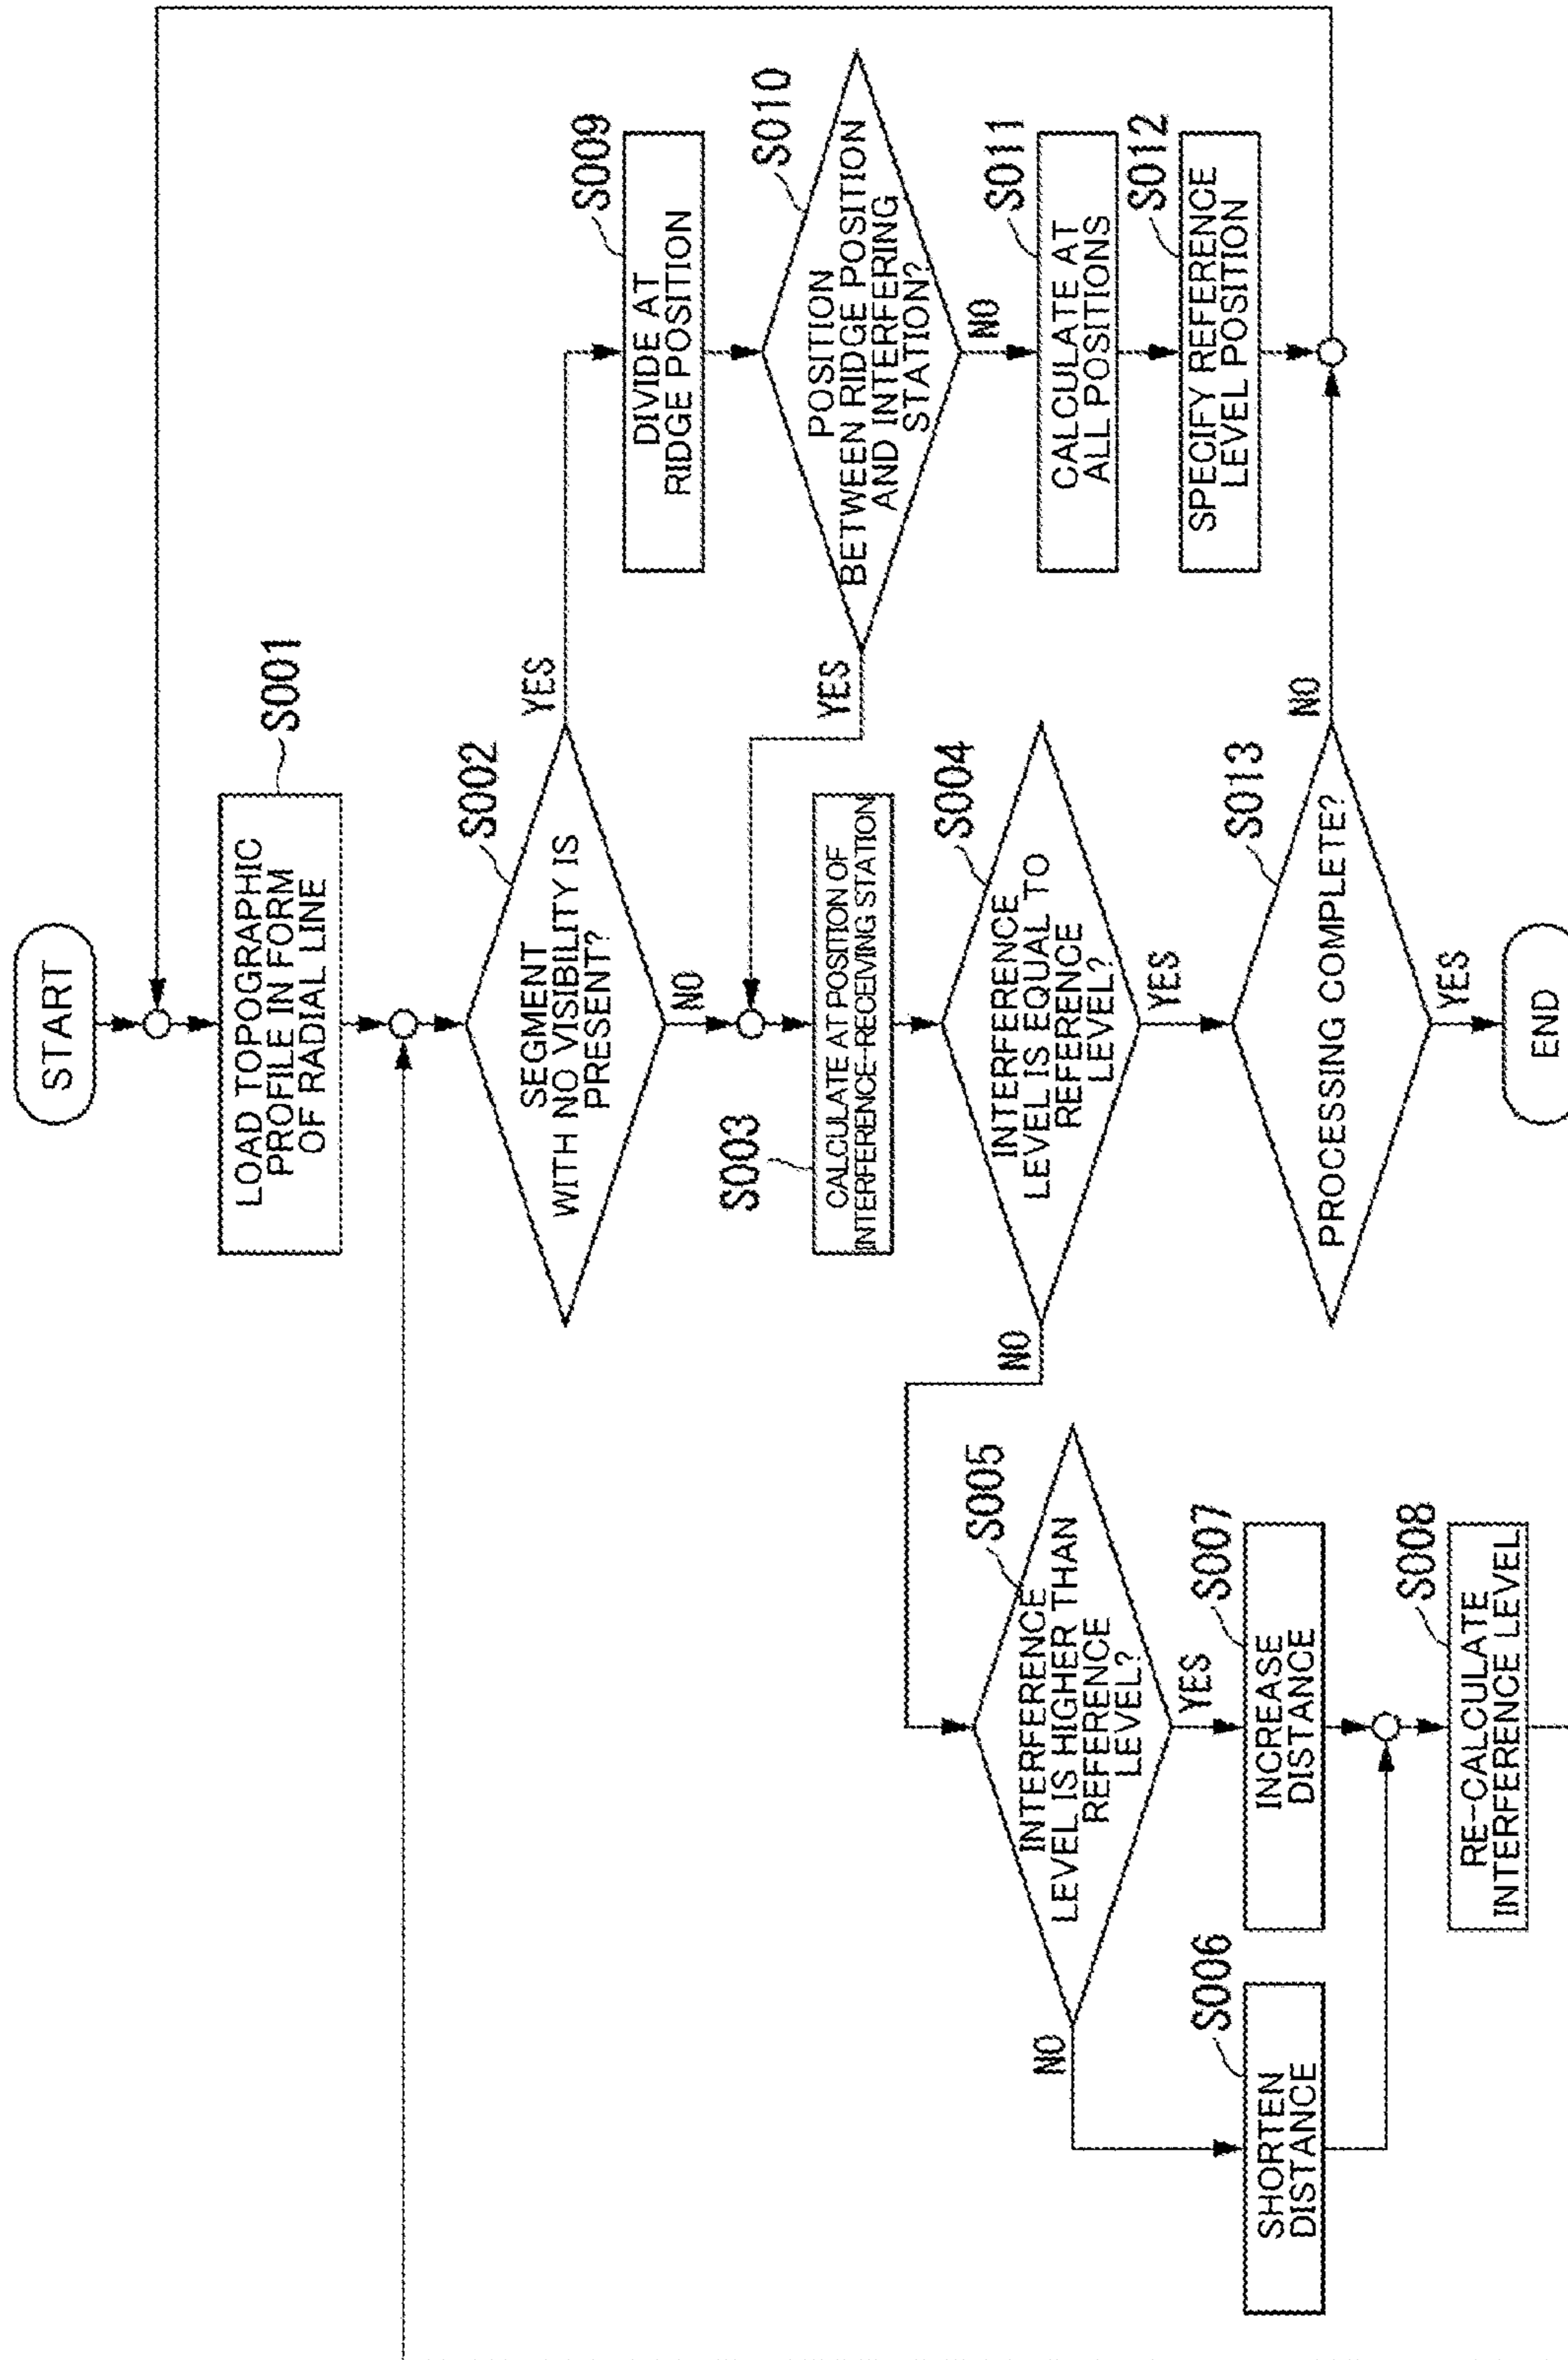 START
S001
LOAD TOPOGRAPHIC
PROFILE IN FORM
OF RADIAL LINE
S002
SEGMENT
WITH NO VISIBILITY IS
PRESENT?
YES
NO
S009
DIVIDE AT
RIDGE POSITION
S010
POSITION
BETWEEN RIDGE POSITION
AND INTERFERING
STATION?
YES
NO
S003
CALCULATE AT POSITION OF
INTERFERENCE-RECEIVING STATION
S011
CALCULATE AT
ALL POSITIONS
S012
SPECIFY REFERENCE
LEVEL POSITION
S004
INTERFERENCE
LEVEL IS EQUAL TO
REFERENCE
LEVEL?
NO
YES
S005
INTERFERENCE
LEVEL IS HIGHER THAN
REFERENCE
LEVEL?
NO
YES
S006
SHORTEN
DISTANCE
S007
INCREASE
DISTANCE
S008
RE-CALCULATE
INTERFERENCE LEVEL
S013
PROCESSING COMPLETE?
NO
YES
END